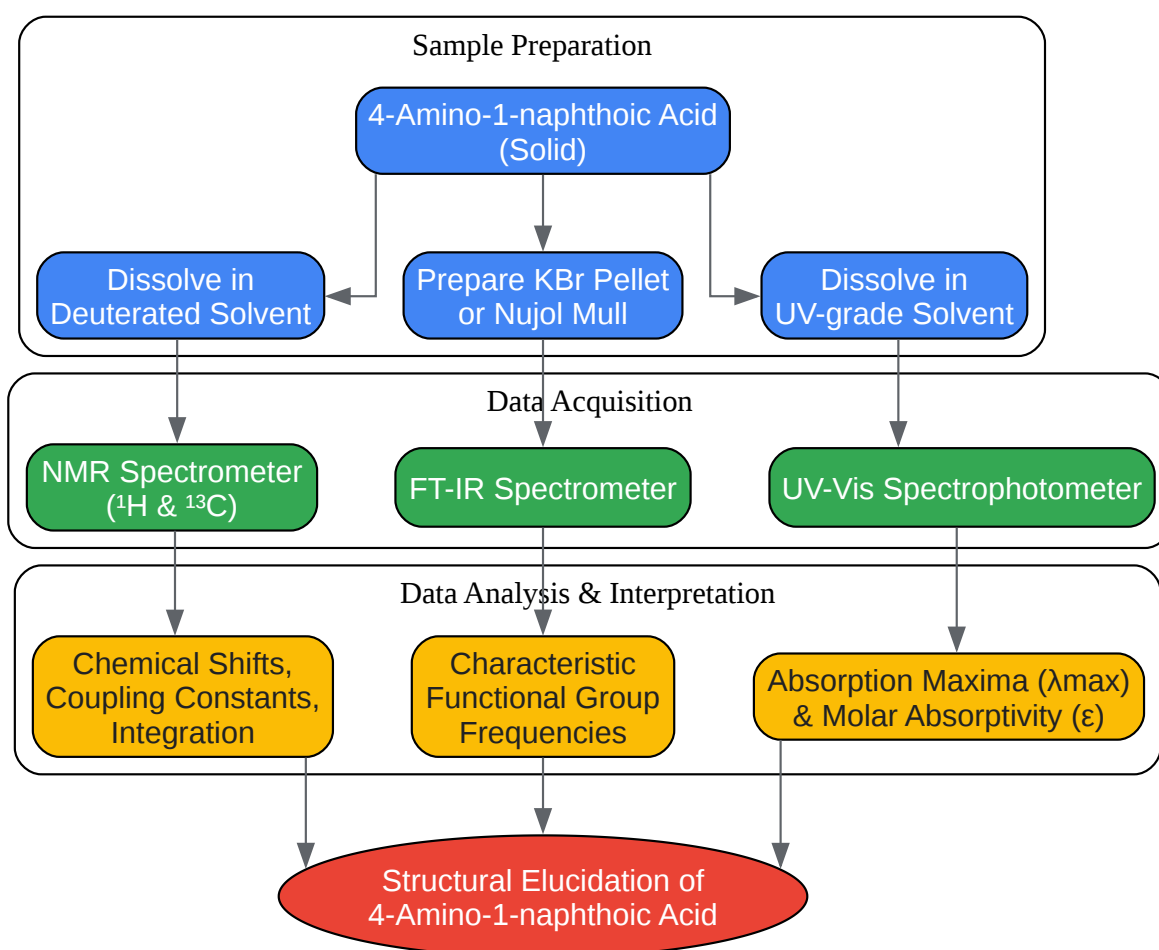 Sample Preparation
4-Amino-1-naphthoic Acid
(Solid)
Dissolve in
Deuterated Solvent
Prepare KBr Pellet
or Nujol Mull
Dissolve in
UV-grade Solvent
Data Acquisition
NMR Spectrometer
(¹H & ¹³C)
FT-IR Spectrometer
UV-Vis Spectrophotometer
Data Analysis & Interpretation
Chemical Shifts,
Coupling Constants,
Integration
Characteristic
Functional Group
Frequencies
Absorption Maxima (λmax)
& Molar Absorptivity (ε)
Structural Elucidation of
4-Amino-1-naphthoic Acid